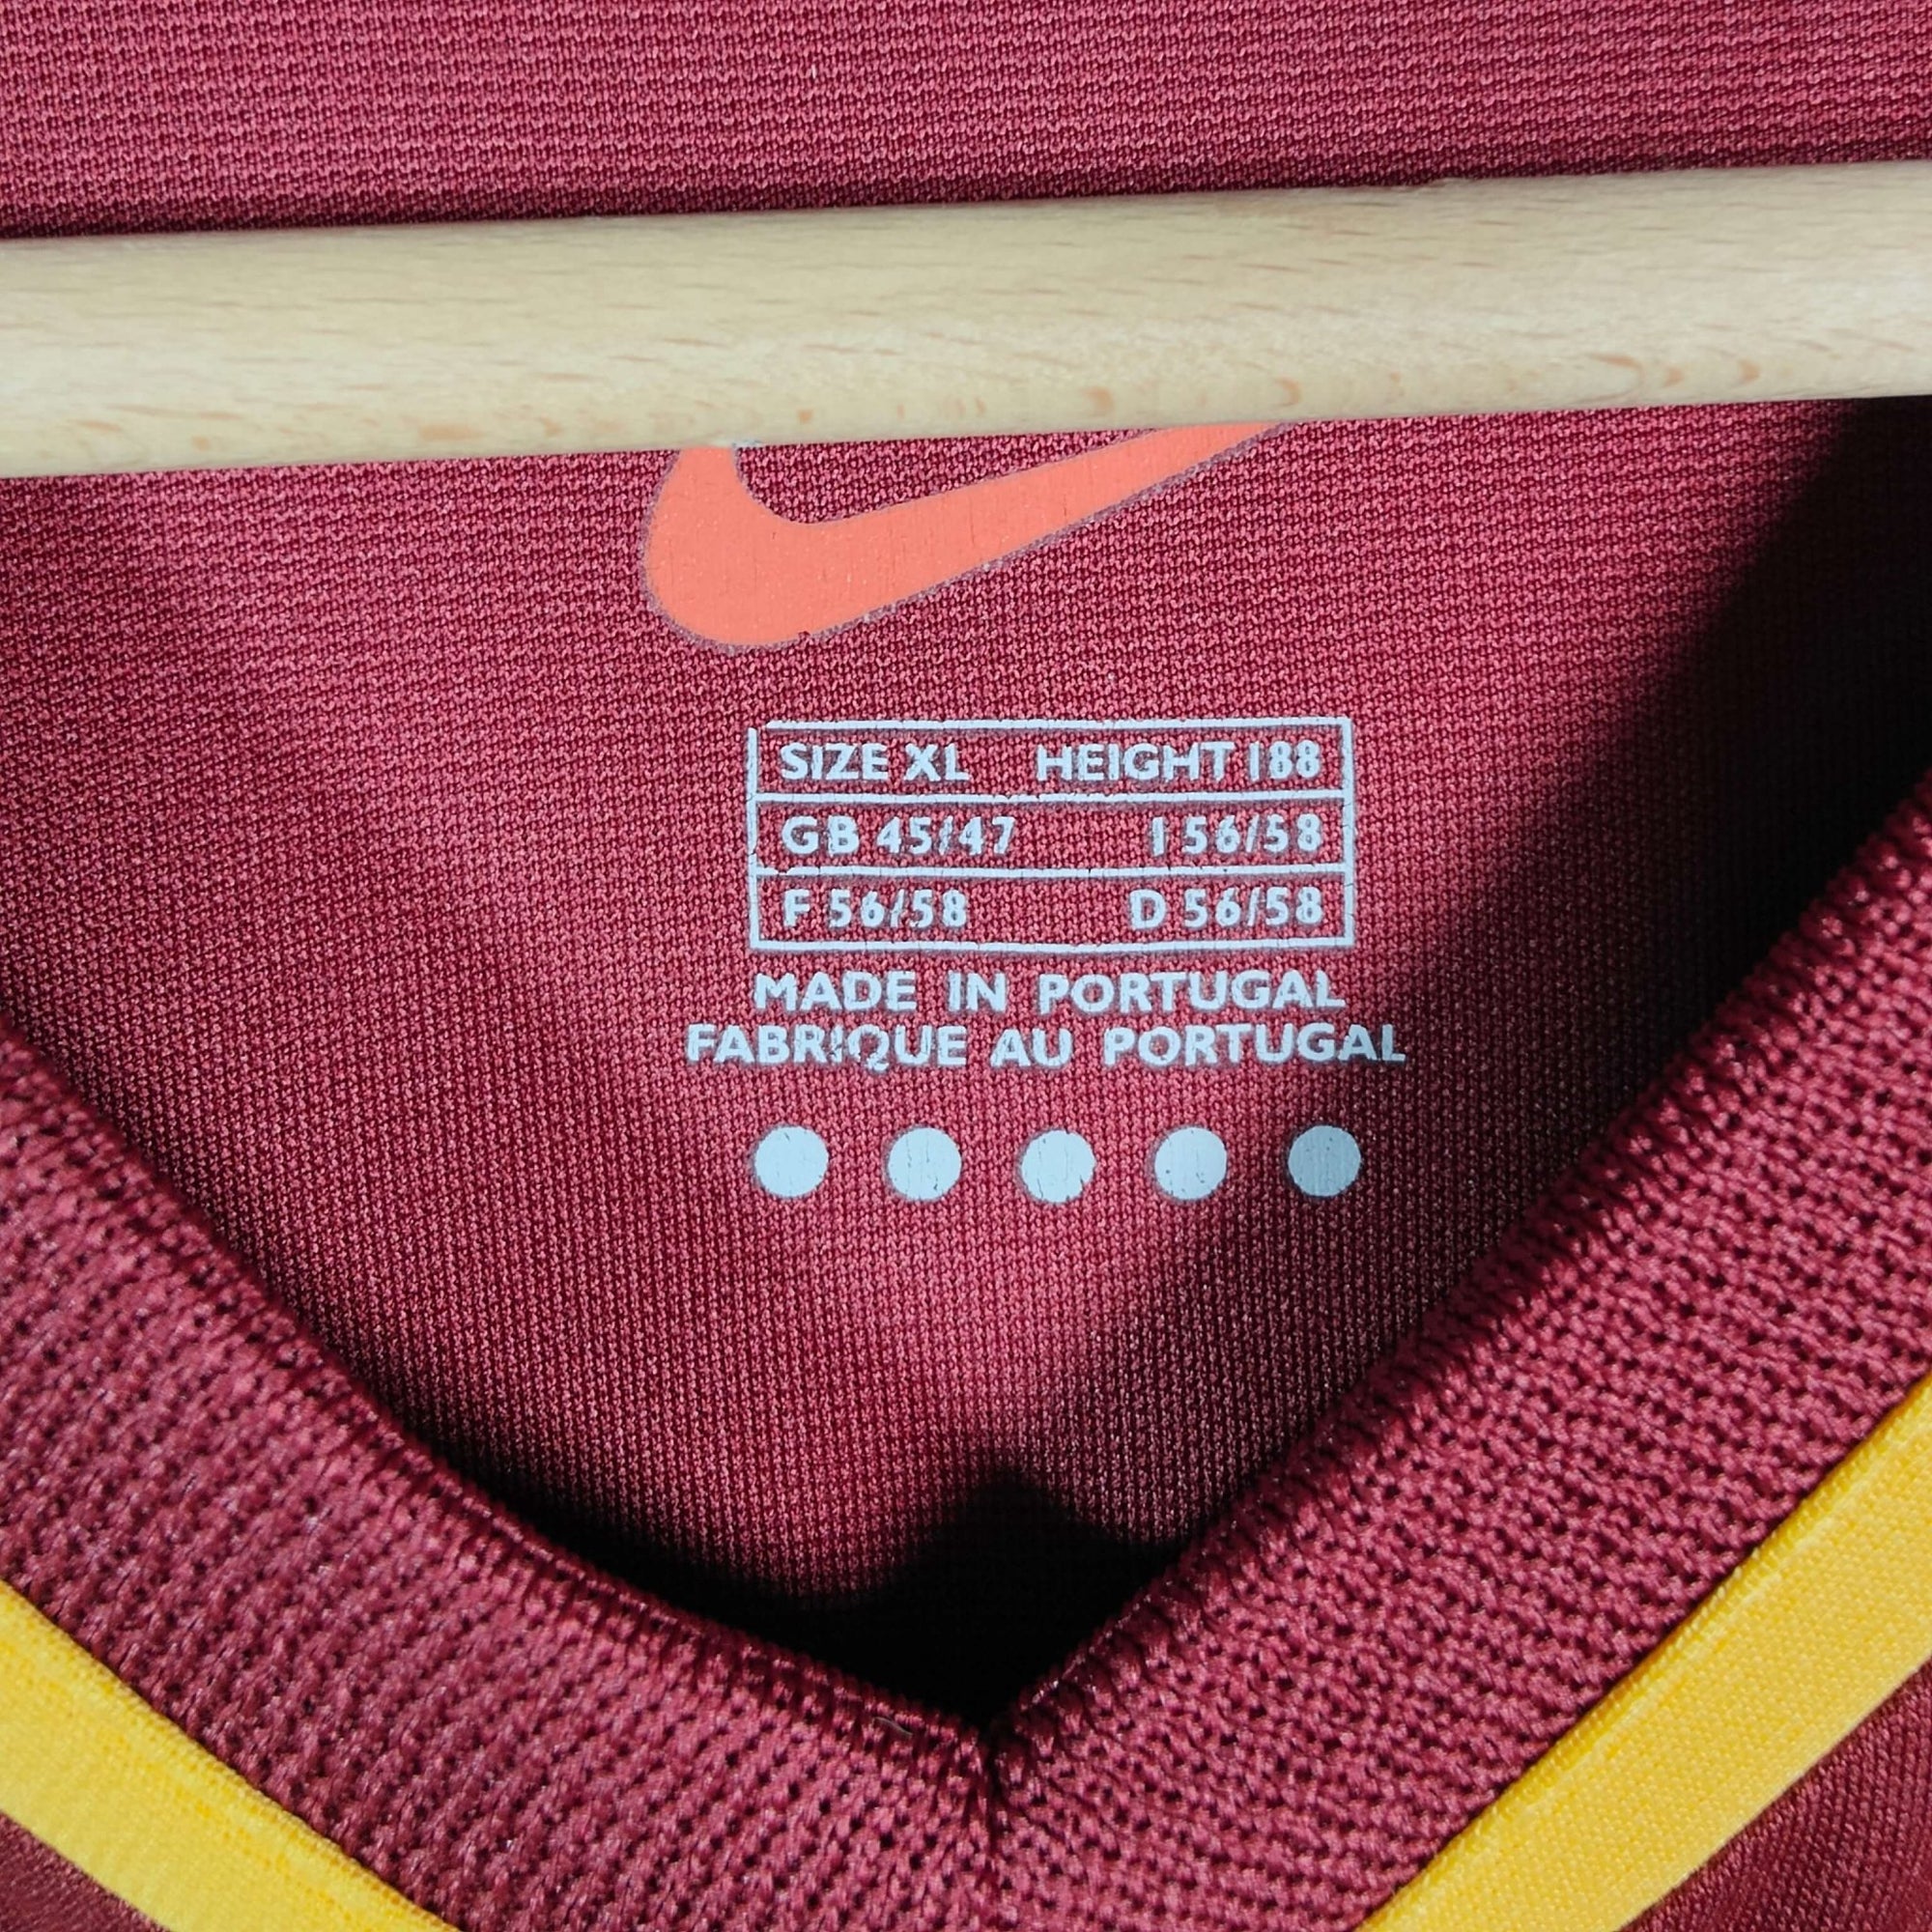 SIZE XL HEIGHT 188
GB 45/47 I 56/58
F 56/58 D 56/58
MADE IN PORTUGAL
FABRIQUE AU PORTUGAL